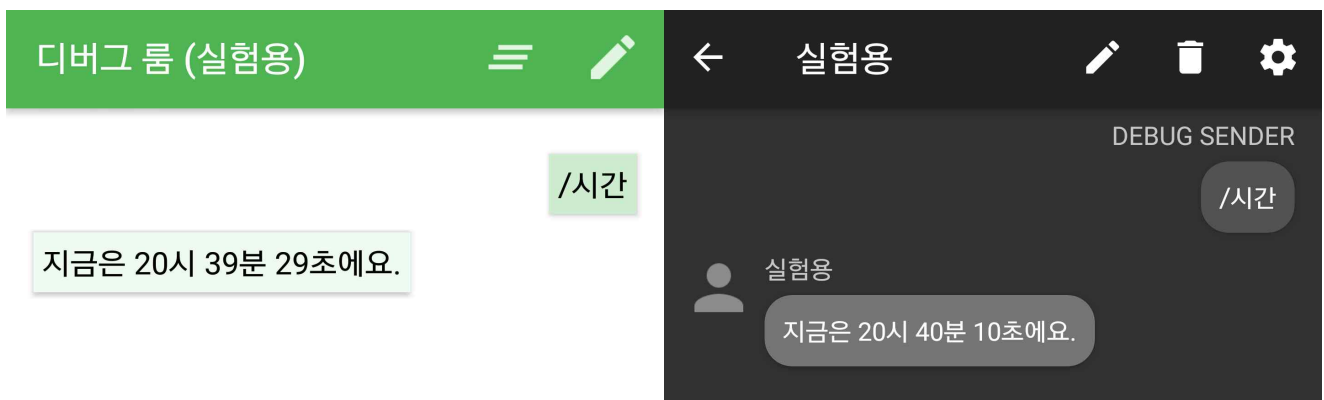 디버그 룸 (실험용)
/시간
지금은 20시 39분 29초에요.
실험용
DEBUG SENDER
/시간
실험용
지금은 20시 40분 10초에요.